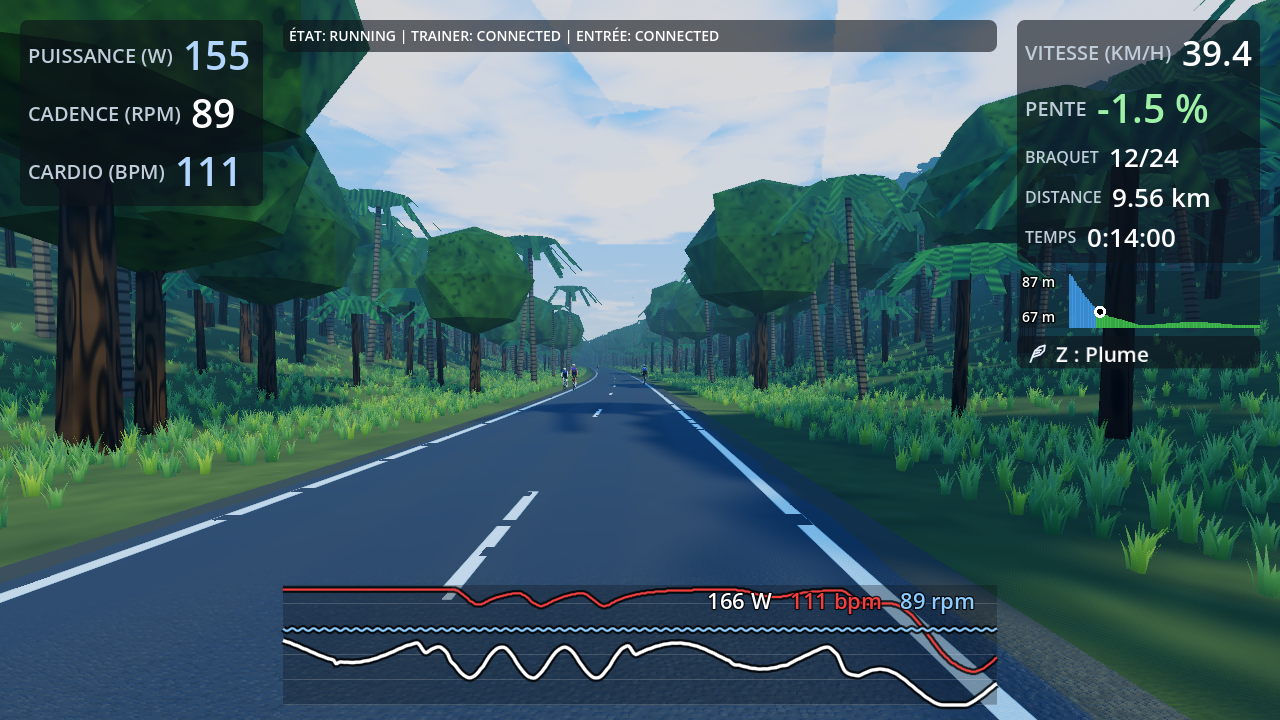 PUISSANCE (W) 155
CADENCE (RPM) 89
CARDIO (BPM) 111
ÉTAT: RUNNING | TRAINER: CONNECTED | ENTRÉE: CONNECTED
VITESSE (KM/H) 39.4
PENTE -1.5 %
BRAQUET 12/24
DISTANCE 9.56 km
TEMPS 0:14:00
87 m
67 m
Z : Plume
166 W 111 bpm 89 rpm